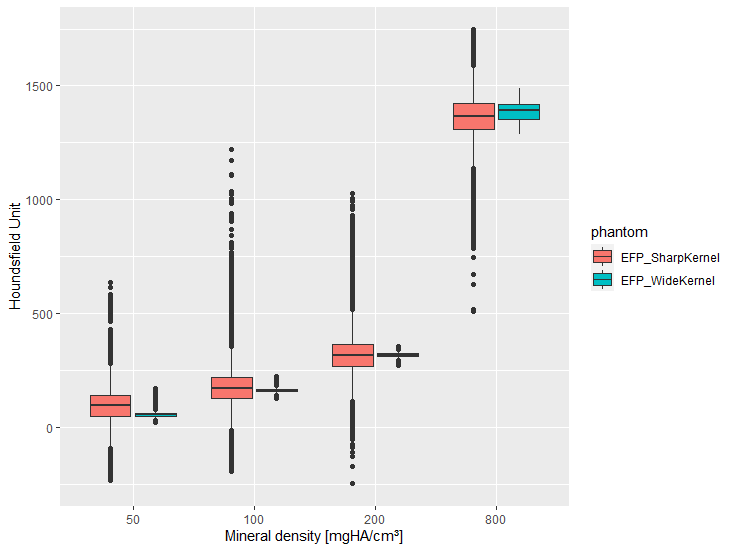 1500
1000
500
0
Houndsfield Unit
50
100
200
800
Mineral density [mgHA/cm³]
phantom
EFP_SharpKernel
EFP_WideKernel